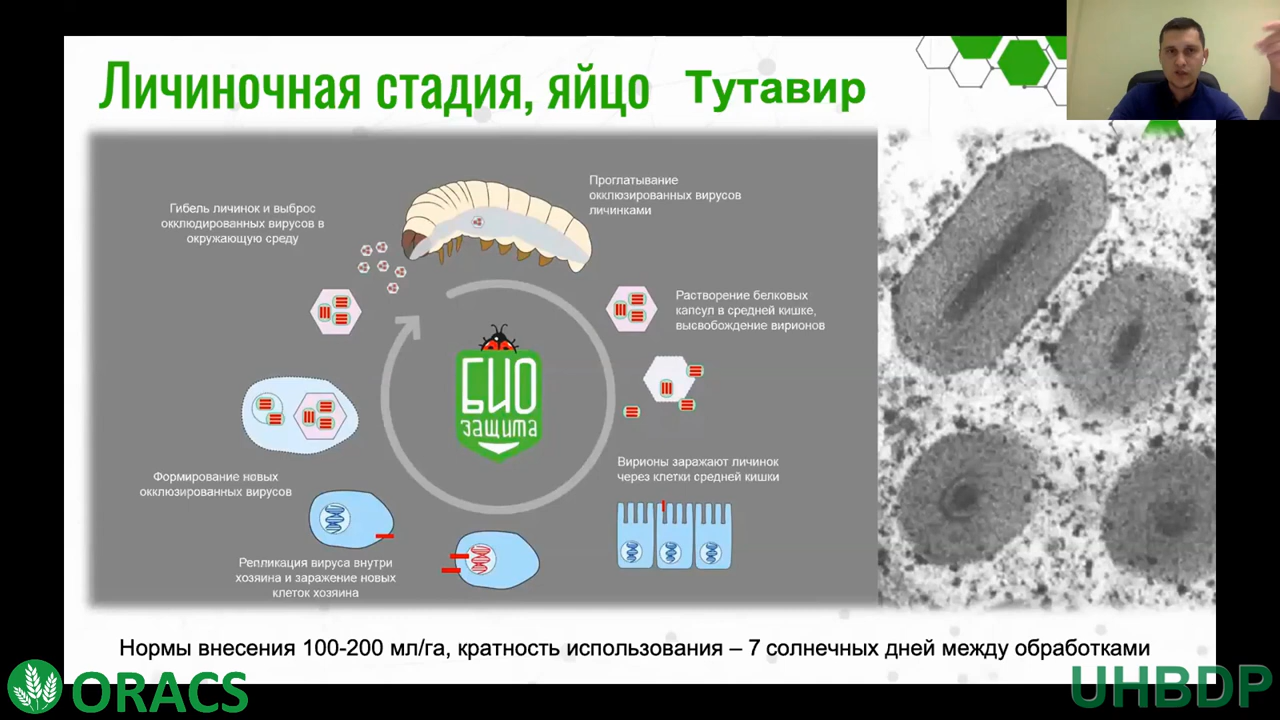 Личиночная стадия, яйцо Тутавир
Проглатывание
окклюзированных вирусов
личинками
Гибель личинок и выброс
окклюдированных вирусов в
окружающую среду
Растворение белковых
капсул в средней кишке,
высвобождение вирионов
БИО
защита
Вирионы заражают личинок
через клетки средней кишки
Формирование новых
окклюзированных вирусов
Репликация вируса внутри
хозяина и заражение новых
клеток хозяина
Нормы внесения 100-200 мл/га, кратность использования – 7 солнечных дней между обработками
ORACS
UHBDP